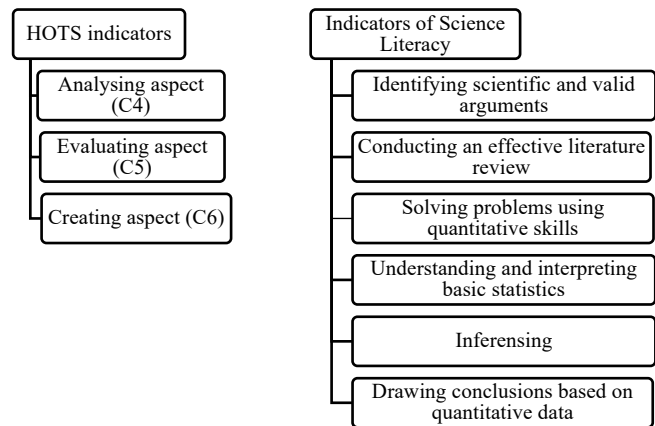 HOTS indicators
Analysing aspect
(C4)
Evaluating aspect
(C5)
Creating aspect (C6)
Indicators of Science
Literacy
Identifying scientific and valid
arguments
Conducting an effective literature
review
Solving problems using
quantitative skills
Understanding and interpreting
basic statistics
Inferensing
Drawing conclusions based on
quantitative data